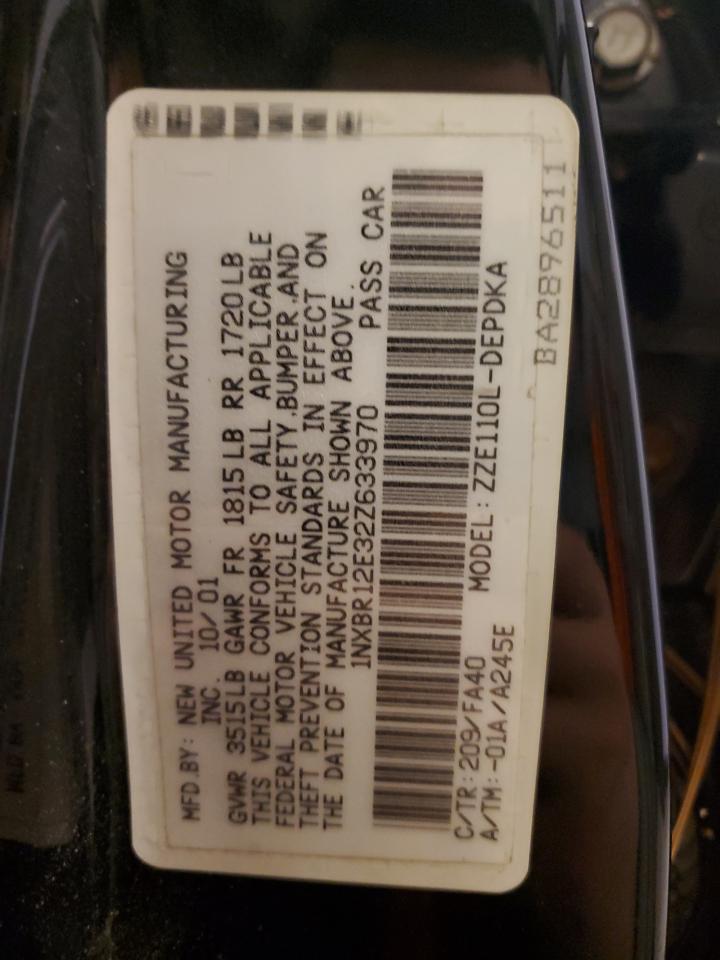 MFD.BY: NEW UNITED MOTOR MANUFACTURING
INC. 10/01
GVWR 3515LB GAWR FR 1815LB RR 1720LB
THIS VEHICLE CONFORMS TO ALL APPLICABLE
FEDERAL MOTOR VEHICLE SAFETY,BUMPER,AND
THEFT PREVENTION STANDARDS IN EFFECT ON
THE DATE OF MANUFACTURE SHOWN ABOVE.
1NXBR12E32Z633970 PASS CAR
C/TR:209/FA40 MODEL:ZZE110L-DEPDKA
A/TM:-01A/A245E
BA2896511